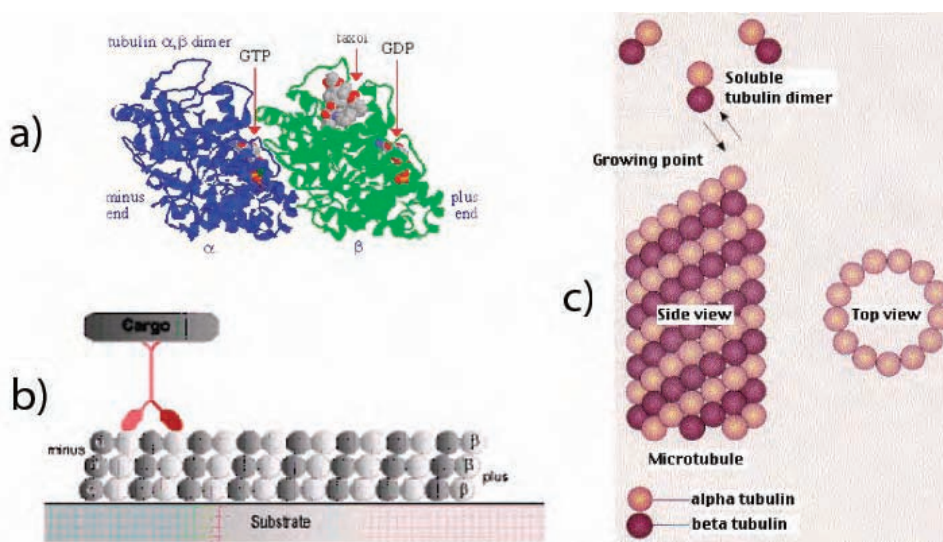 a)
tubulin α,β dimer
GTP
taxol
GDP
minus
end
plus
end
α
β
b)
Cargo
minus
α
α
α
β
β
β
plus
Substrate
c)
Soluble
tubulin dimer
Growing point
Side view
Top view
Microtubule
alpha tubulin
beta tubulin